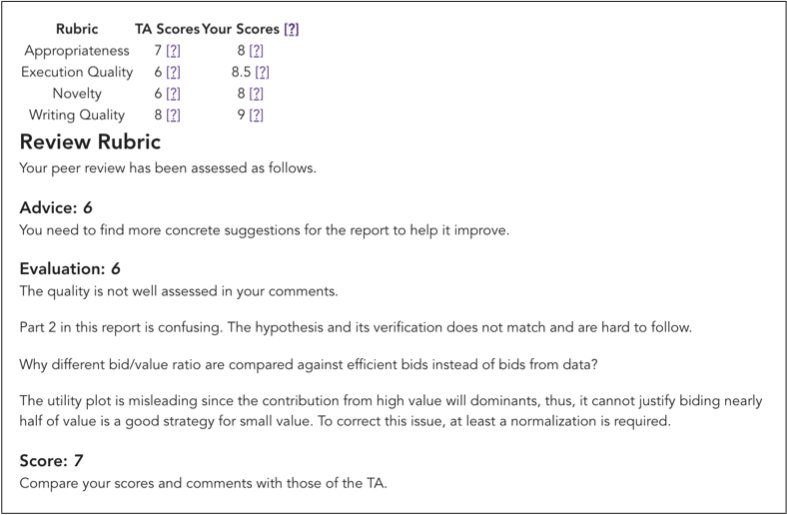 Rubric TA Scores Your Scores [?]
Appropriateness 7 [?] 8 [?]
Execution Quality 6 [?] 8.5 [?]
Novelty 6 [?] 8 [?]
Writing Quality 8 [?] 9 [?]
Review Rubric
Your peer review has been assessed as follows.
Advice: 6
You need to find more concrete suggestions for the report to help it improve.
Evaluation: 6
The quality is not well assessed in your comments.
Part 2 in this report is confusing. The hypothesis and its verification does not match and are hard to follow.
Why different bid/value ratio are compared against efficient bids instead of bids from data?
The utility plot is misleading since the contribution from high value will dominants, thus, it cannot justify biding nearly
half of value is a good strategy for small value. To correct this issue, at least a normalization is required.
Score: 7
Compare your scores and comments with those of the TA.